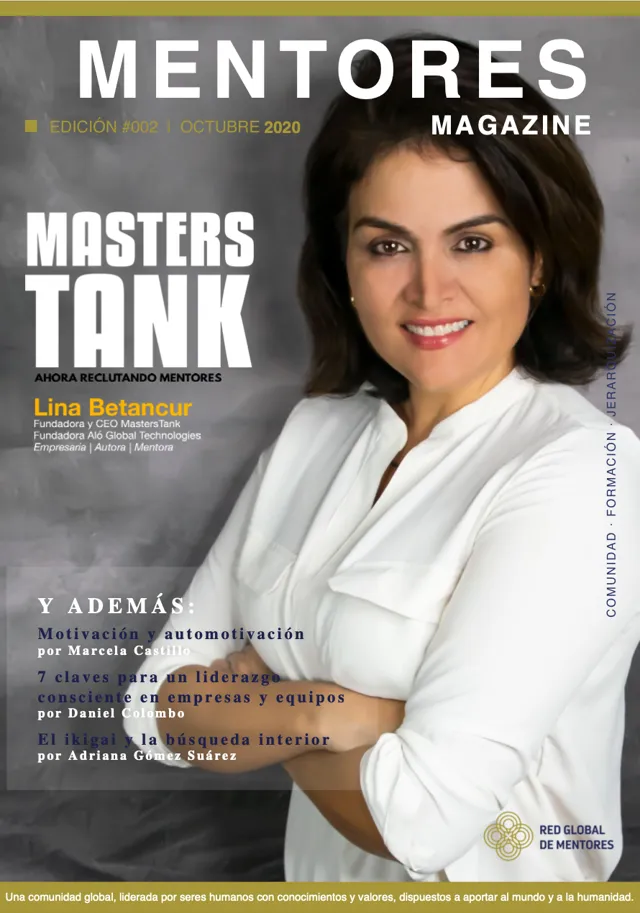 MENTORES
MAGAZINE
EDICIÓN #002 | OCTUBRE 2020
MASTERS
TANK
AHORA RECLUTANDO MENTORES
Lina Betancur
Fundadora y CEO MastersTank
Fundadora Aló Global Technologies
Empresaria | Autora | Mentora
COMUNIDAD · FORMACIÓN · JERARQUIZACIÓN
Y ADEMÁS:
Motivación y automotivación
por Marcela Castillo
7 claves para un liderazgo
consciente en empresas y equipos
por Daniel Colombo
El ikigai y la búsqueda interior
por Adriana Gómez Suárez
RED GLOBAL
DE MENTORES
Una comunidad global, liderada por seres humanos con conocimientos y valores, dispuestos a aportar al mundo y a la humanidad.